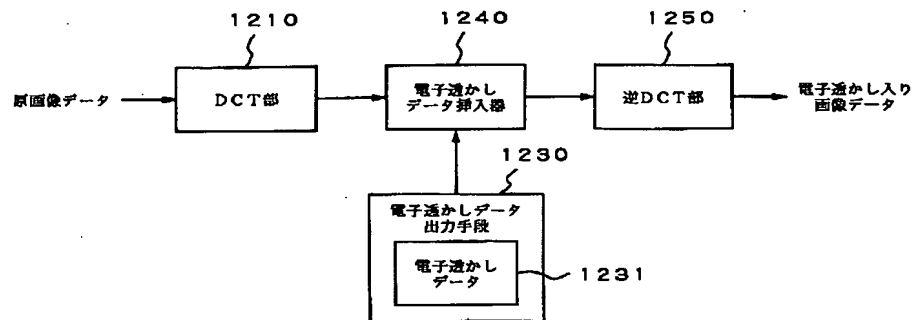 1210
1240
1250
原画像データ
DCT部
電子透かし
データ挿入器
逆DCT部
電子透かし入り
画像データ
1230
電子透かしデータ
出力手段
電子透かし
データ
1231